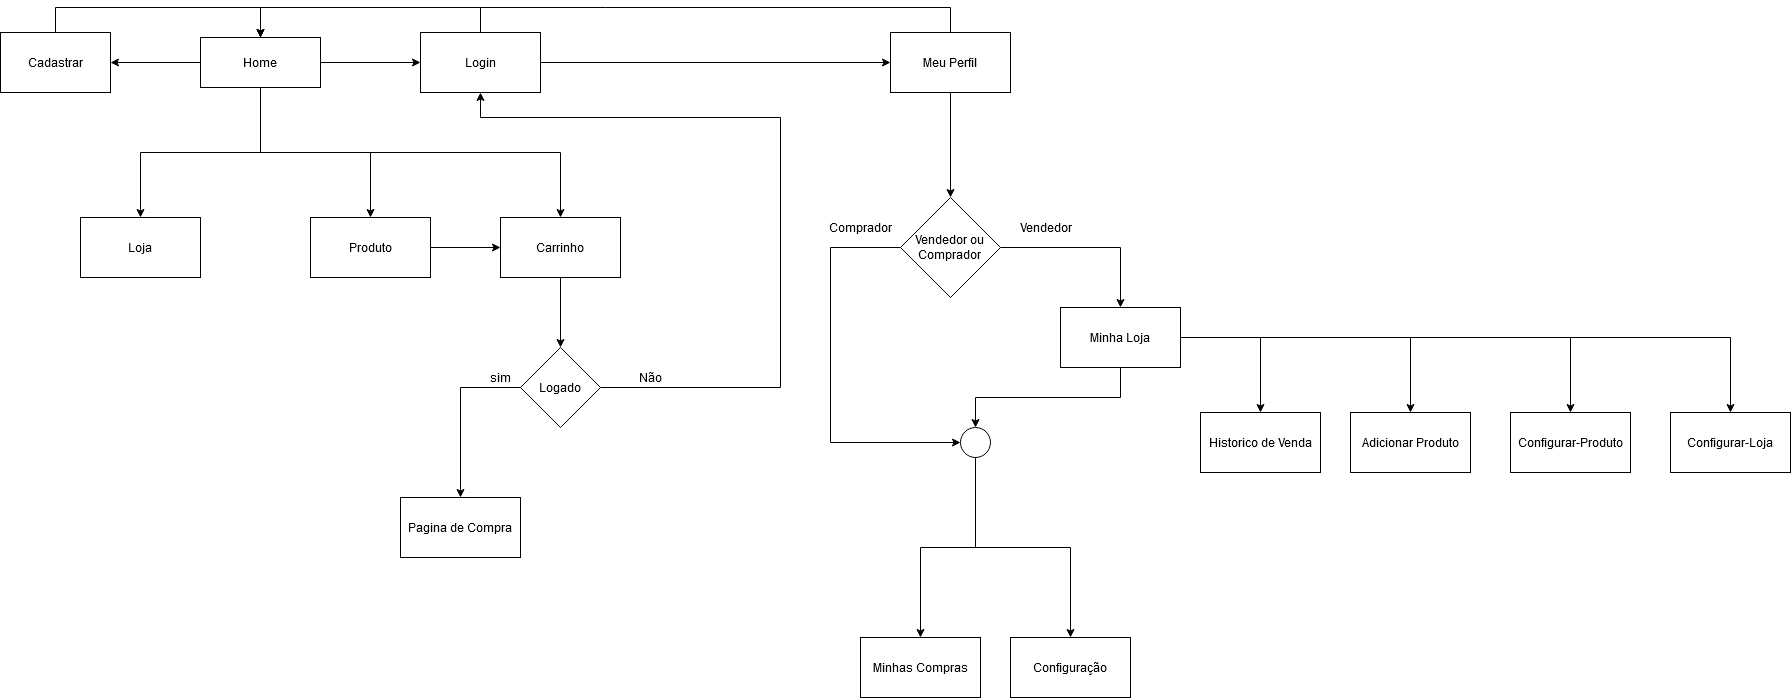 Cadastrar
Home
Login
Meu Perfil
Comprador
Vendedor
Vendedor ou
Comprador
Loja
Produto
Carrinho
Minha Loja
sim
Não
Logado
Historico de Venda
Adicionar Produto
Configurar-Produto
Configurar-Loja
Pagina de Compra
Minhas Compras
Configuração